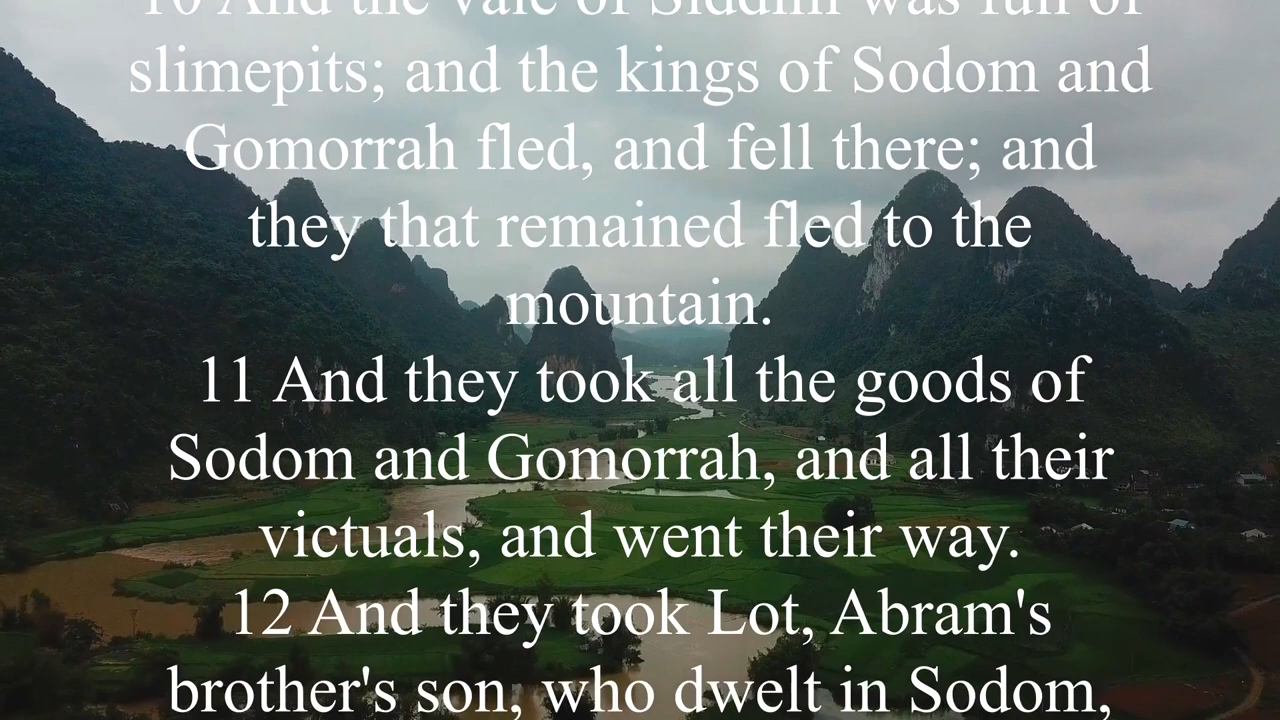 10 And the vale of Siddim was full of
slimepits; and the kings of Sodom and
Gomorrah fled, and fell there; and
they that remained fled to the
mountain.
11 And they took all the goods of
Sodom and Gomorrah, and all their
victuals, and went their way.
12 And they took Lot, Abram's
brother's son, who dwelt in Sodom,